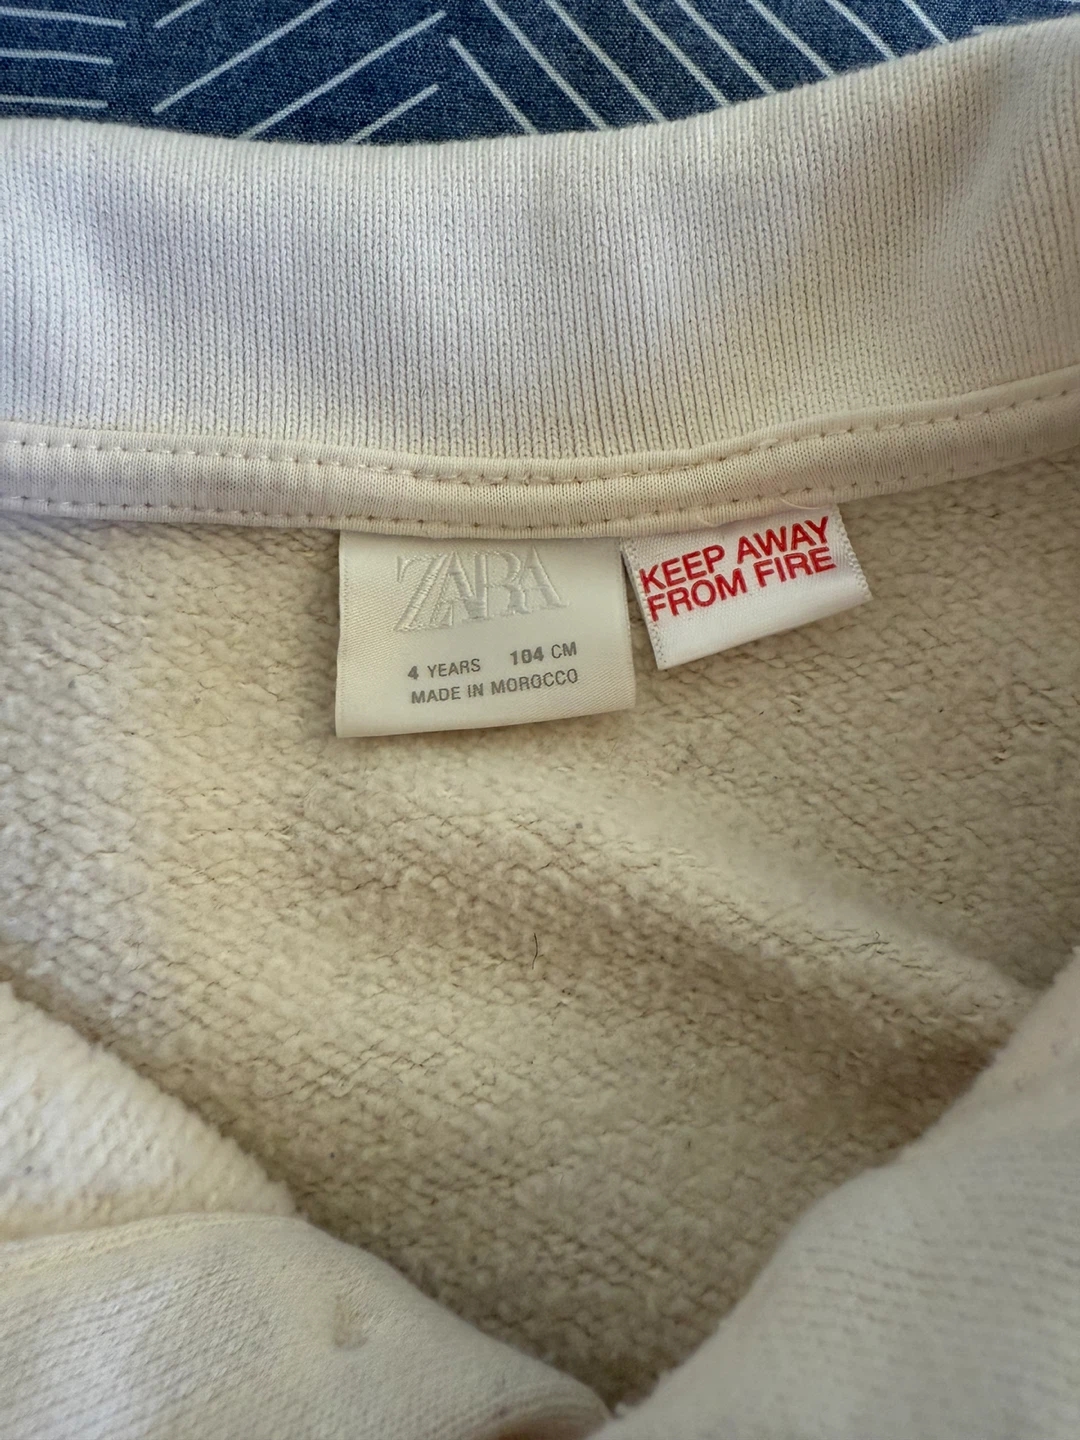 ZARA
4 YEARS 104 CM
MADE IN MOROCCO
KEEP AWAY
FROM FIRE